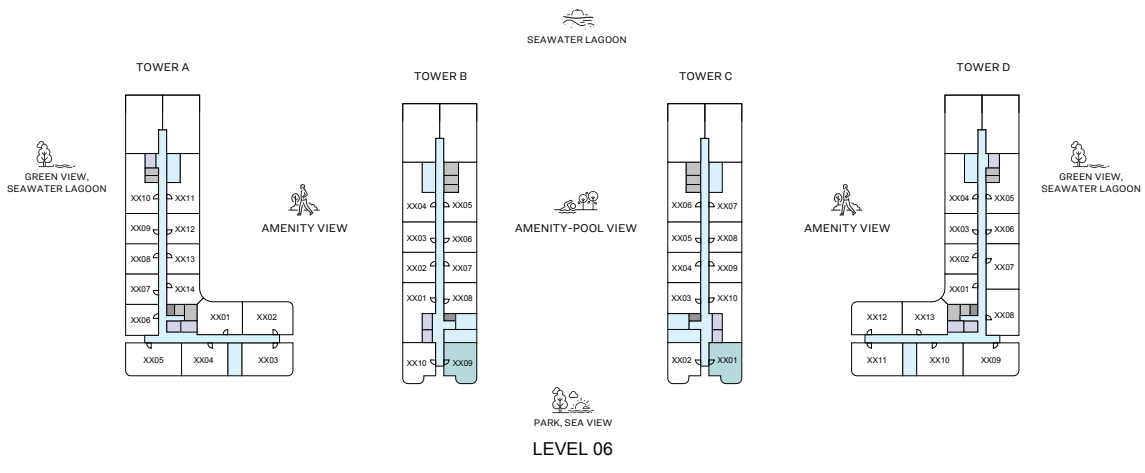 SEAWATER LAGOON
TOWER A
TOWER B
TOWER C
TOWER D
GREEN VIEW,
SEAWATER LAGOON
AMENITY VIEW
AMENITY-POOL VIEW
AMENITY VIEW
GREEN VIEW,
SEAWATER LAGOON
XX10 XX11
XX09 XX12
XX08 XX13
XX07 XX14
XX06 XX01 XX02
XX05 XX04 XX03
XX04 XX05
XX03 XX06
XX02 XX07
XX01 XX08
XX10 XX09
XX06 XX07
XX05 XX08
XX04 XX09
XX03 XX10
XX02 XX01
XX04 XX05
XX03 XX06
XX02 XX07
XX01
XX12 XX13 XX08
XX11 XX10 XX09
PARK, SEA VIEW
LEVEL 06